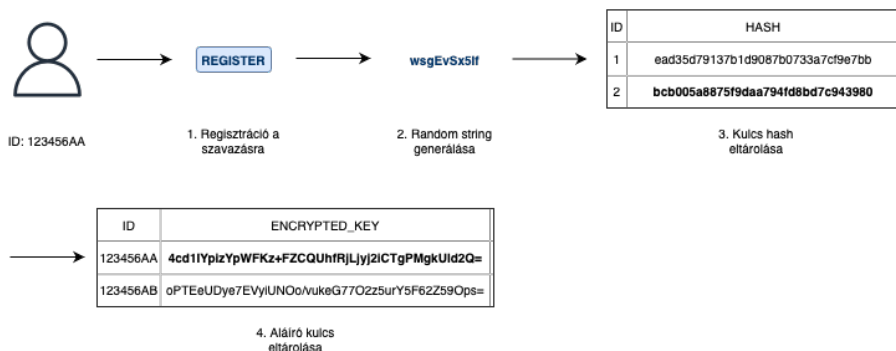 ID: 123456AA
REGISTER
1. Regisztráció a
szavazásra
wsgEvSx5lf
2. Random string
generálása
ID HASH
1 ead35d79137b1d9087b0733a7cf9e7bb
2 bcb005a8875f9daa794fd8bd7c943980
3. Kulcs hash
eltárolása
ID ENCRYPTED_KEY
123456AA 4cd1IYpizYpWFKz+FZCQUhfRjLjyj2iCTgPMgkUld2Q=
123456AB oPTEeUDye7EVyiUNOo/vukeG77O2z5urY5F62Z59Ops=
4. Aláíró kulcs
eltárolása